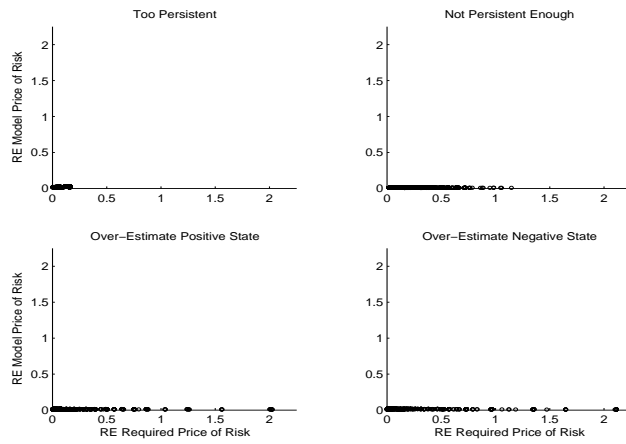 Too Persistent
Not Persistent Enough
RE Model Price of Risk
2
1.5
1
0.5
0
0 0.5 1 1.5 2
2
1.5
1
0.5
0
0 0.5 1 1.5 2
Over−Estimate Positive State
Over−Estimate Negative State
RE Model Price of Risk
2
1.5
1
0.5
0
0 0.5 1 1.5 2
RE Required Price of Risk
2
1.5
1
0.5
0
0 0.5 1 1.5 2
RE Required Price of Risk